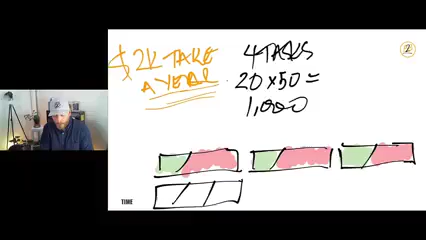 $2K TAKE
A YEAR
4 TASKS
20 x 50 =
1,000
TIME